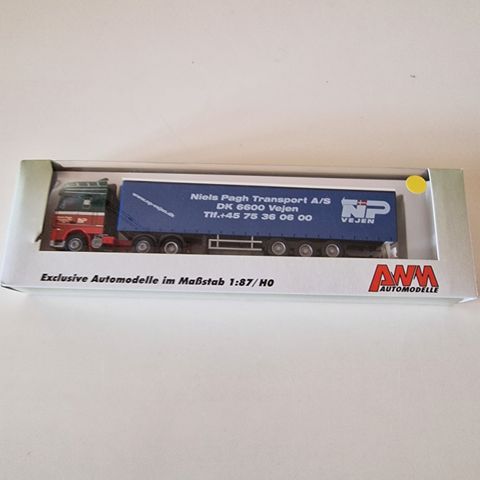 Niels Pagh Transport A/S
DK 6600 Vejen
Tlf.+45 75 36 06 00
NP
VEJEN
Exclusive Automodelle im Maßstab 1:87/H0
AWM
AUTOMODELLE